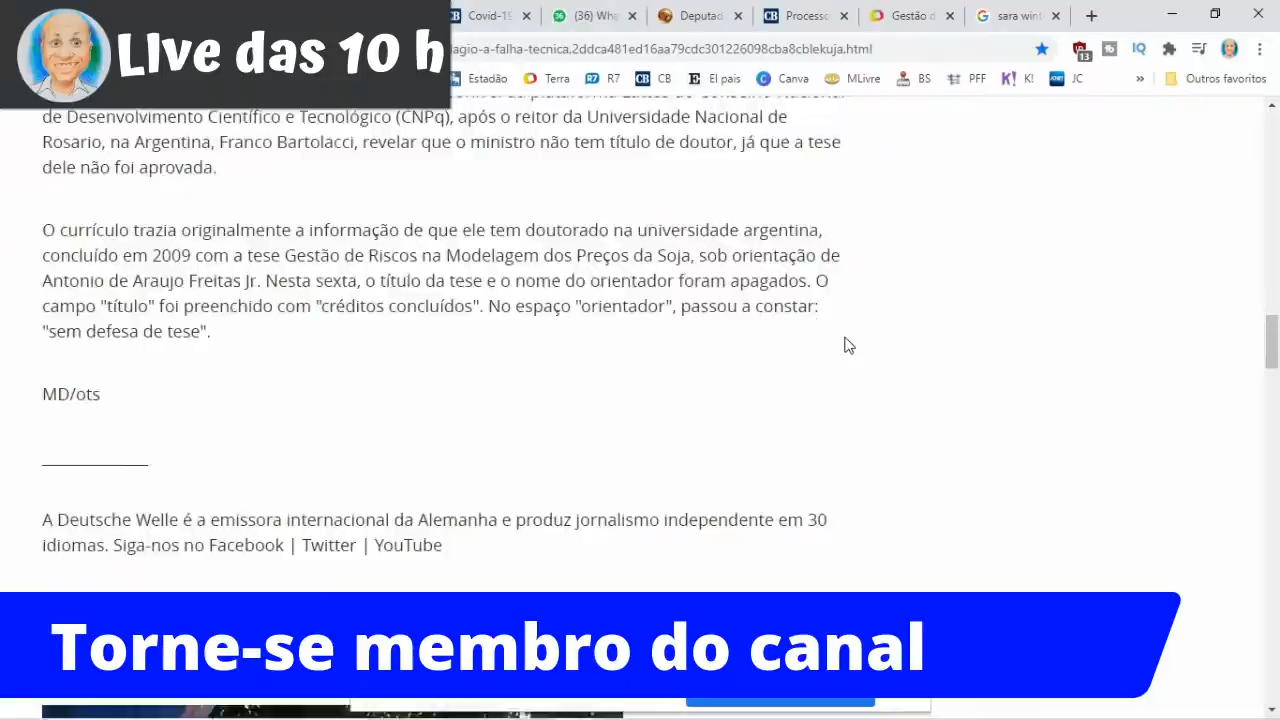 LIve das 10 h
Covid-19
(36) Wha
Deputad
Process
Gestão d
sara wint
agio-a-falha-tecnica,2ddca481ed16aa79cdc301226098cba8cblekuja.html
13
IQ
Estadão
Terra
R7
CB
El pais
Canva
MLivre
BS
PFF
K!
JC
»
Outros favoritos
de Desenvolvimento Científico e Tecnológico (CNPq), após o reitor da Universidade Nacional de
Rosario, na Argentina, Franco Bartolacci, revelar que o ministro não tem título de doutor, já que a tese
dele não foi aprovada.
O currículo trazia originalmente a informação de que ele tem doutorado na universidade argentina,
concluído em 2009 com a tese Gestão de Riscos na Modelagem dos Preços da Soja, sob orientação de
Antonio de Araujo Freitas Jr. Nesta sexta, o título da tese e o nome do orientador foram apagados. O
campo "título" foi preenchido com "créditos concluídos". No espaço "orientador", passou a constar:
"sem defesa de tese".
MD/ots
A Deutsche Welle é a emissora internacional da Alemanha e produz jornalismo independente em 30
idiomas. Siga-nos no Facebook | Twitter | YouTube
Torne-se membro do canal